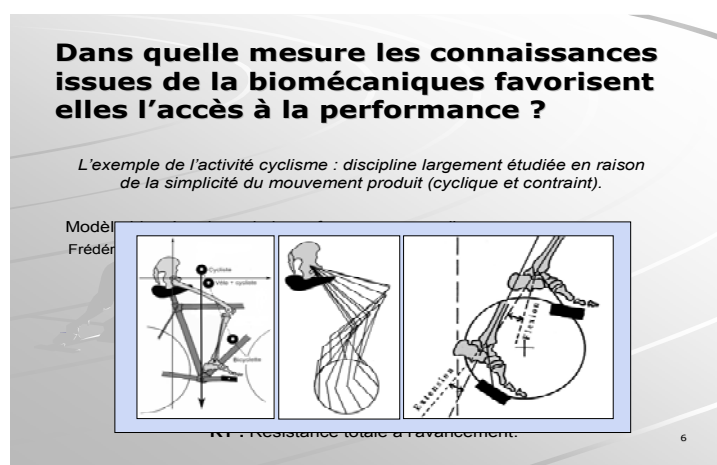 Dans quelle mesure les connaissances
issues de la biomécaniques favorisent
elles l'accès à la performance ?
L'exemple de l'activité cyclisme : discipline largement étudiée en raison
de la simplicité du mouvement produit (cyclique et contraint).
Cycliste
Vélo + cycliste
Bicyclette
Flexion
Extension
Résistance totale à l'avancement.
6